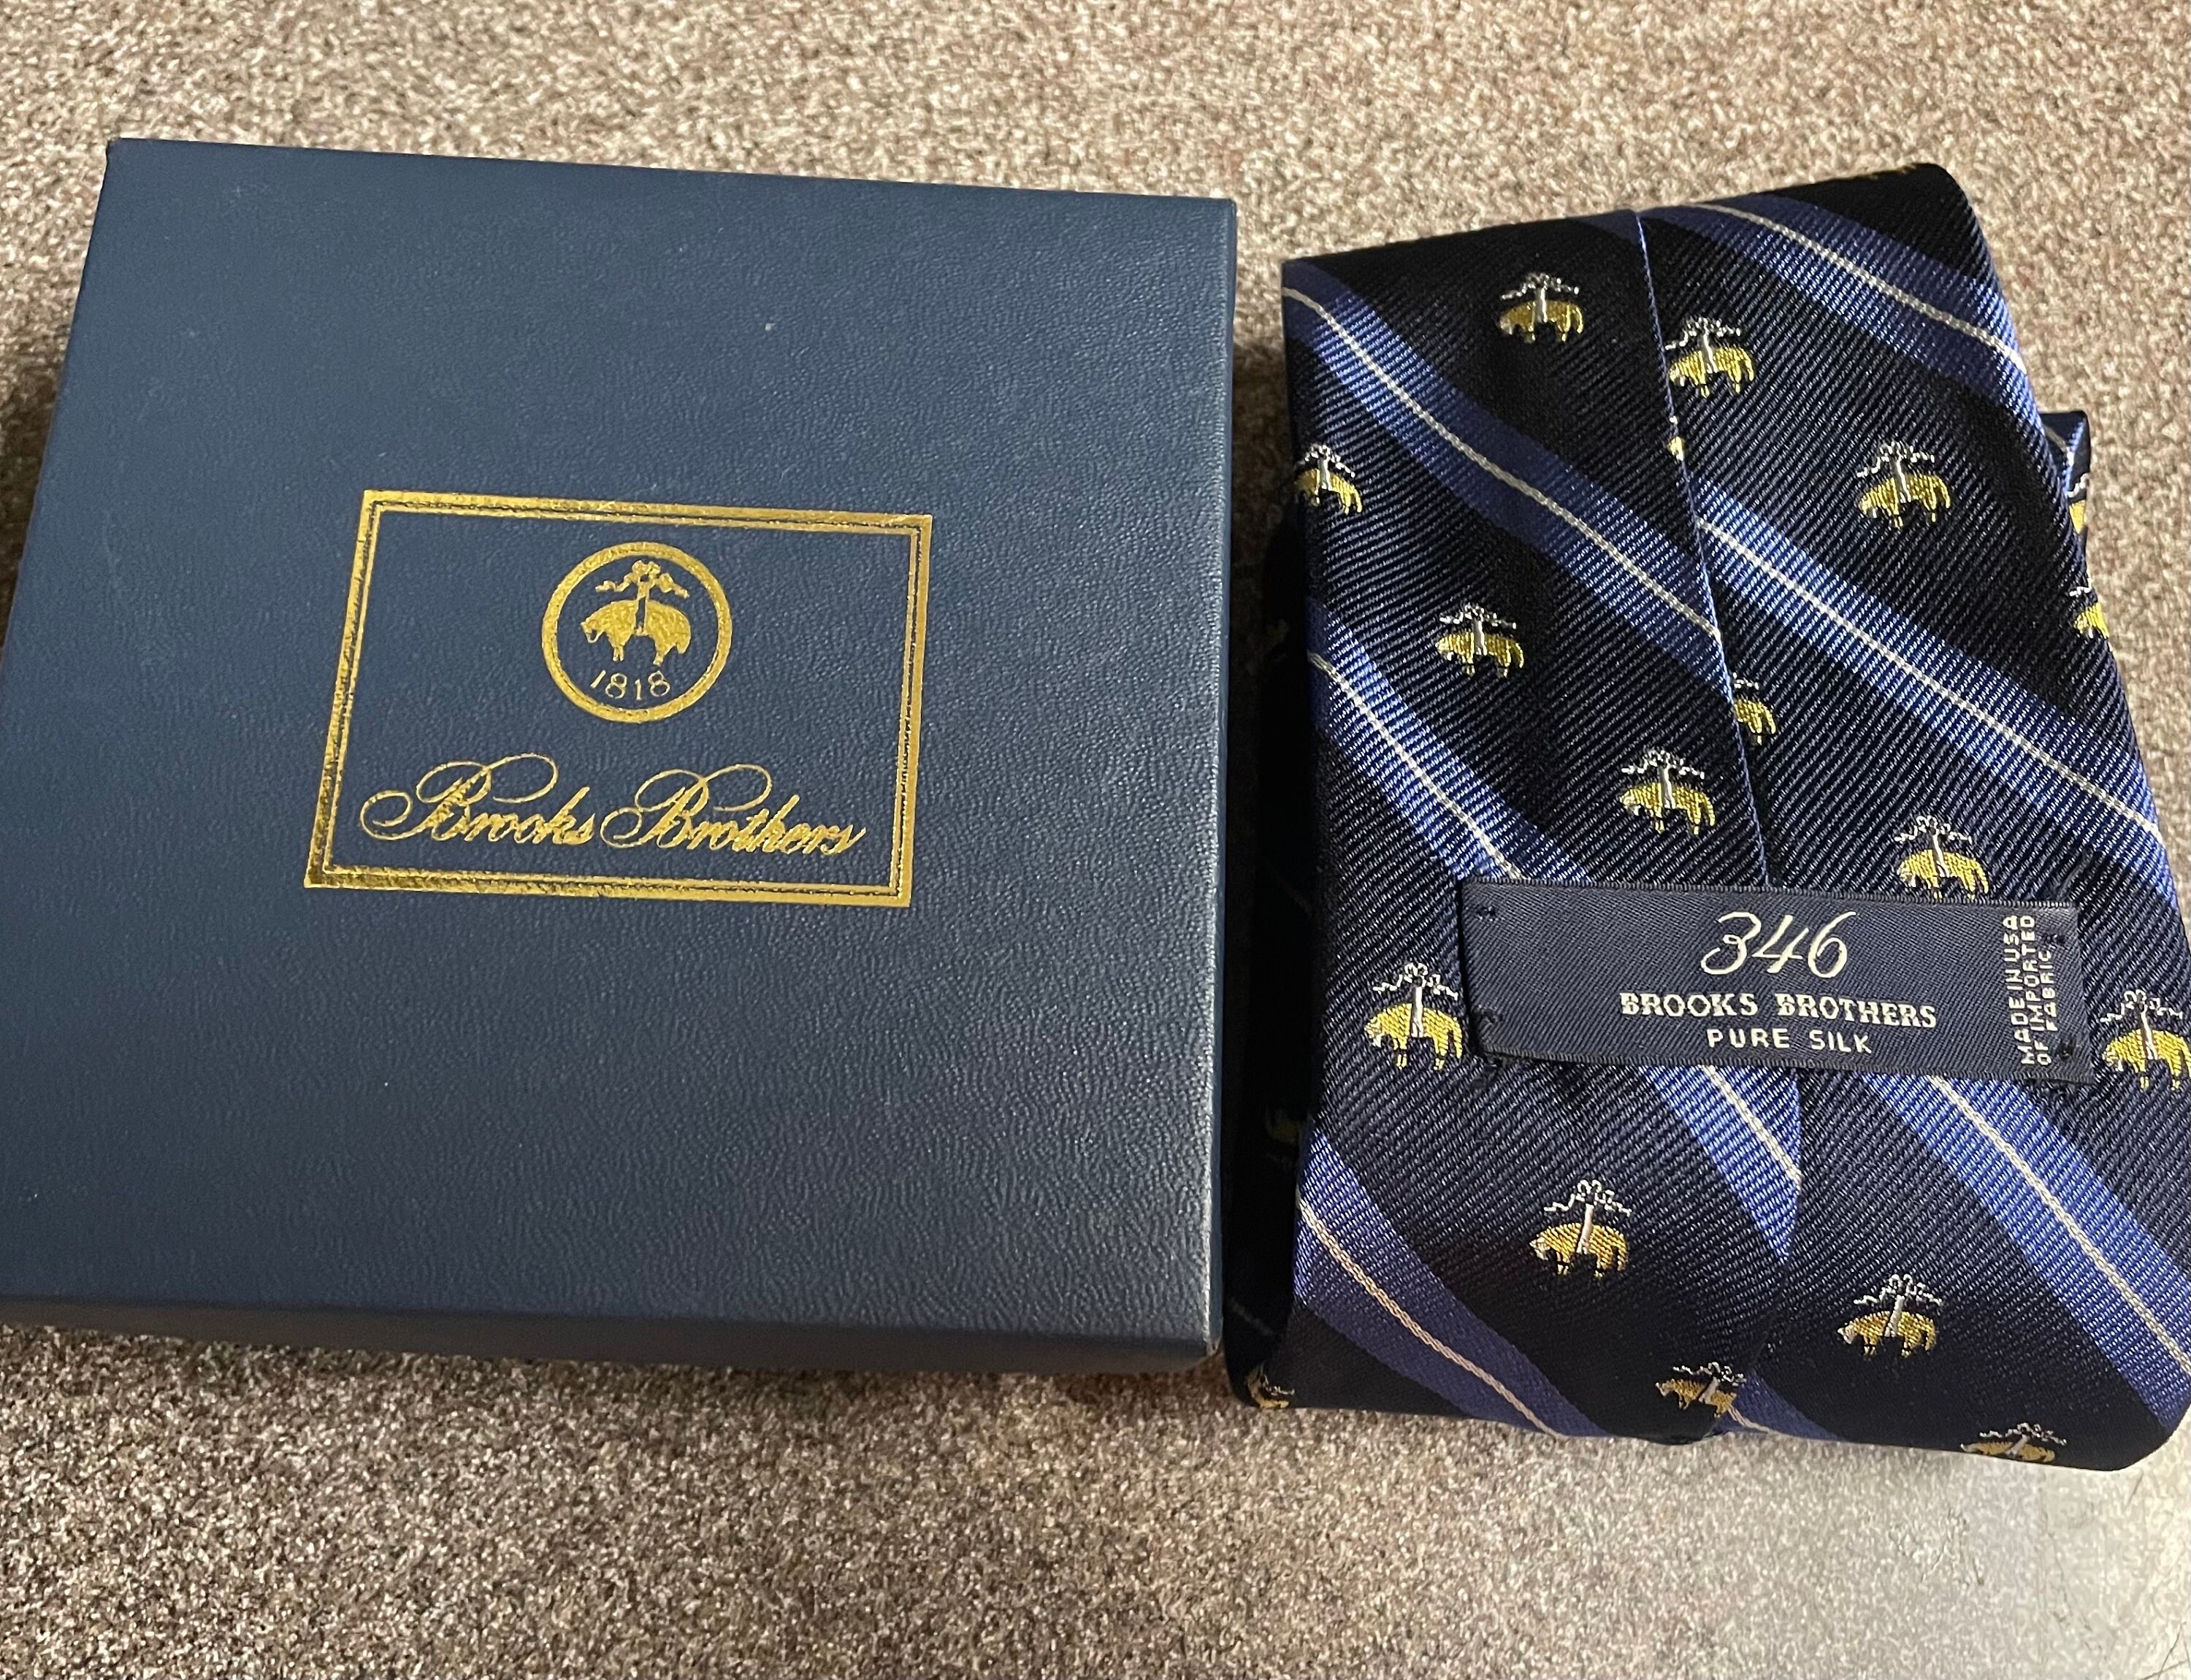 1818
Brooks Brothers
346
BROOKS BROTHERS
PURE SILK
MADE IN USA
OF IMPORTED
FABRIC